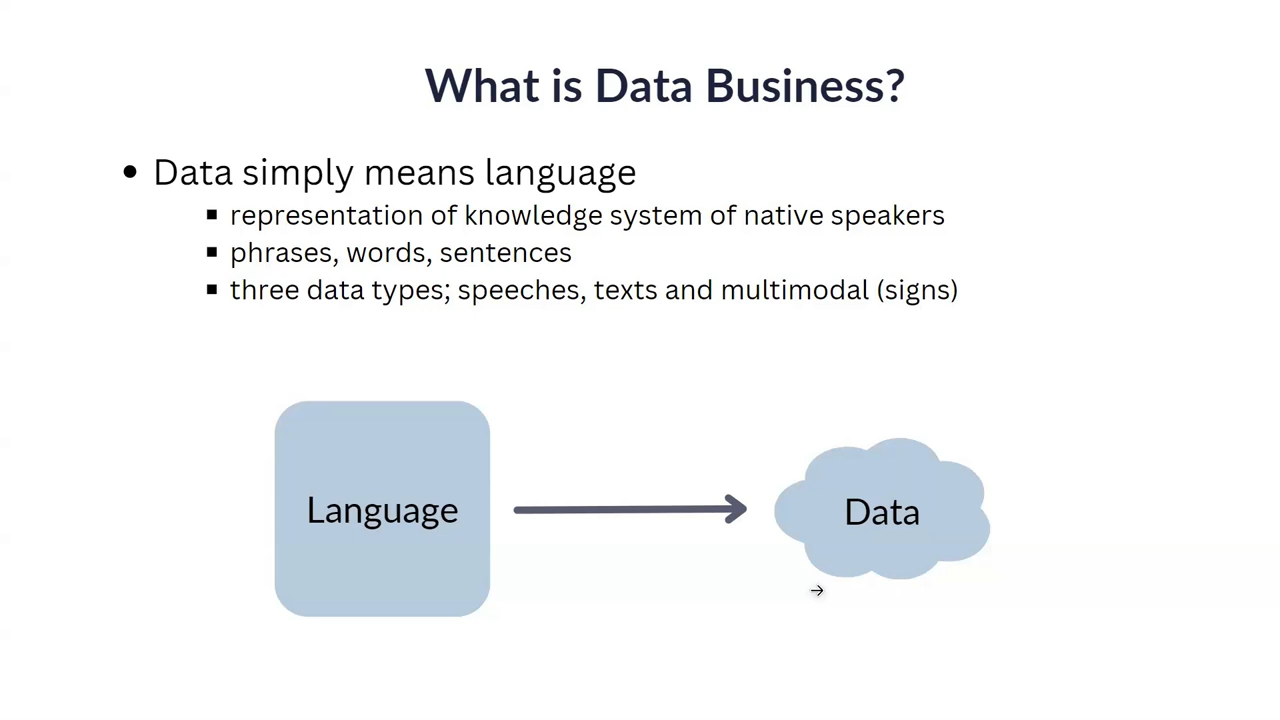 What is Data Business?
• Data simply means language
▪ representation of knowledge system of native speakers
▪ phrases, words, sentences
▪ three data types; speeches, texts and multimodal (signs)
Language
Data